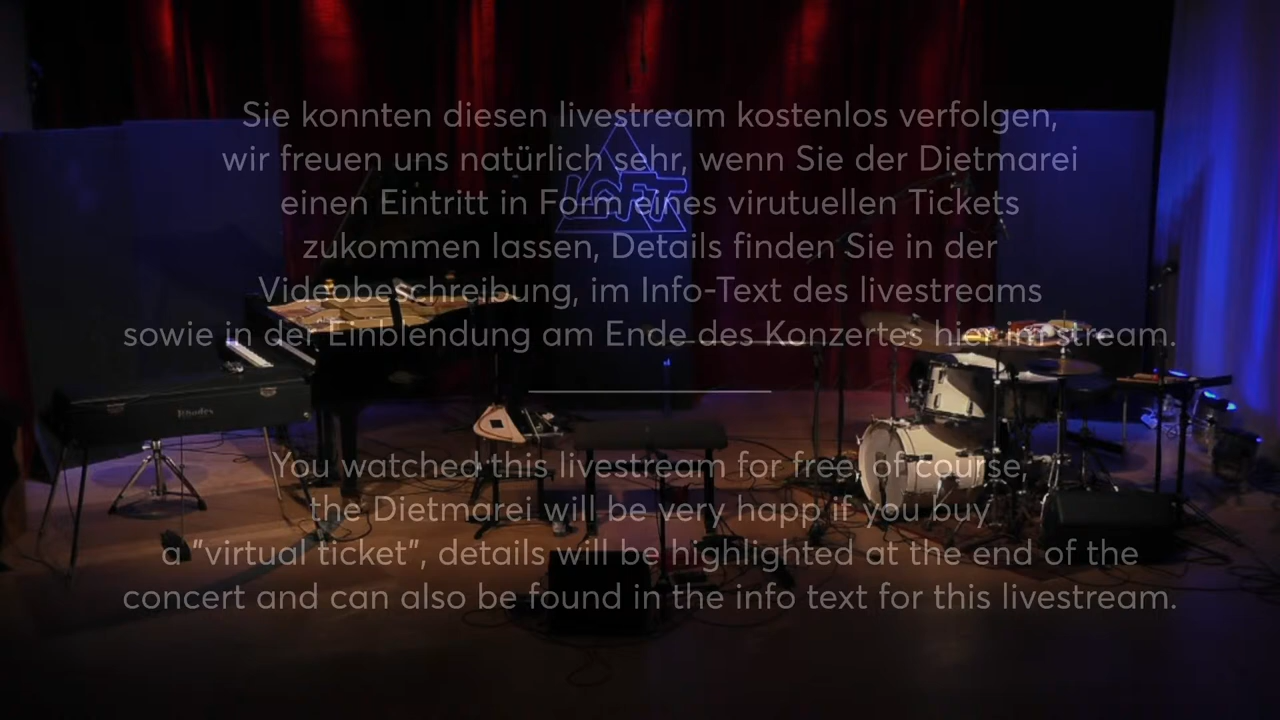 Sie konnten diesen livestream kostenlos verfolgen,
wir freuen uns natürlich sehr, wenn Sie der Dietmarei
einen Eintritt in Form eines virutuellen Tickets
zukommen lassen, Details finden Sie in der
Videobeschreibung, im Info-Text des livestreams
sowie in der Einblendung am Ende des Konzertes hier im stream.
LOFT
Rhodes
You watched this livestream for free, of course,
the Dietmarei will be very happ if you buy
a "virtual ticket", details will be highlighted at the end of the
concert and can also be found in the info text for this livestream.